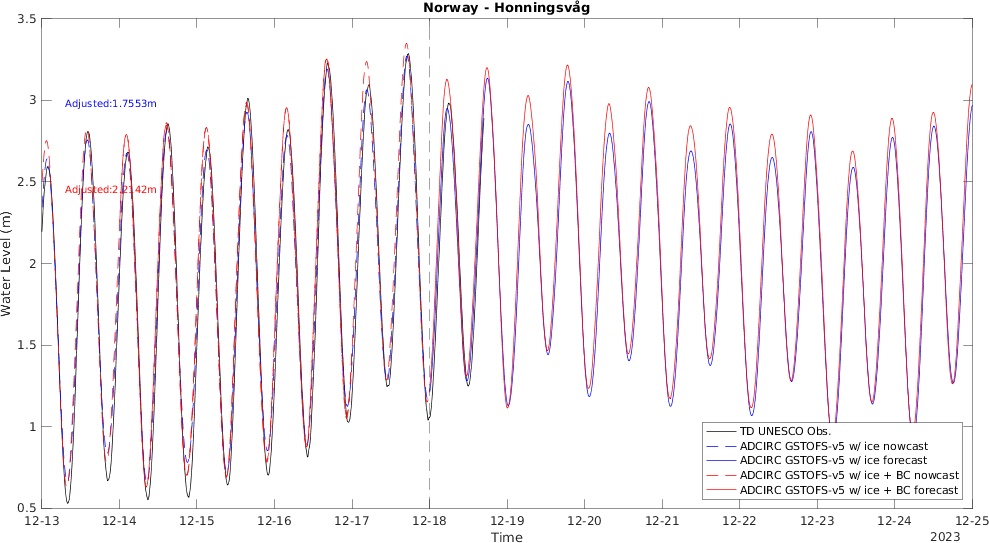 Norway - Honningsvåg
3.5
3
2.5
2
1.5
1
0.5
Water Level (m)
Adjusted:1.7553m
Adjusted:2.2142m
TD UNESCO Obs.
ADCIRC GSTOFS-v5 w/ ice nowcast
ADCIRC GSTOFS-v5 w/ ice forecast
ADCIRC GSTOFS-v5 w/ ice + BC nowcast
ADCIRC GSTOFS-v5 w/ ice + BC forecast
12-13 12-14 12-15 12-16 12-17 12-18 12-19 12-20 12-21 12-22 12-23 12-24 12-25
Time
2023